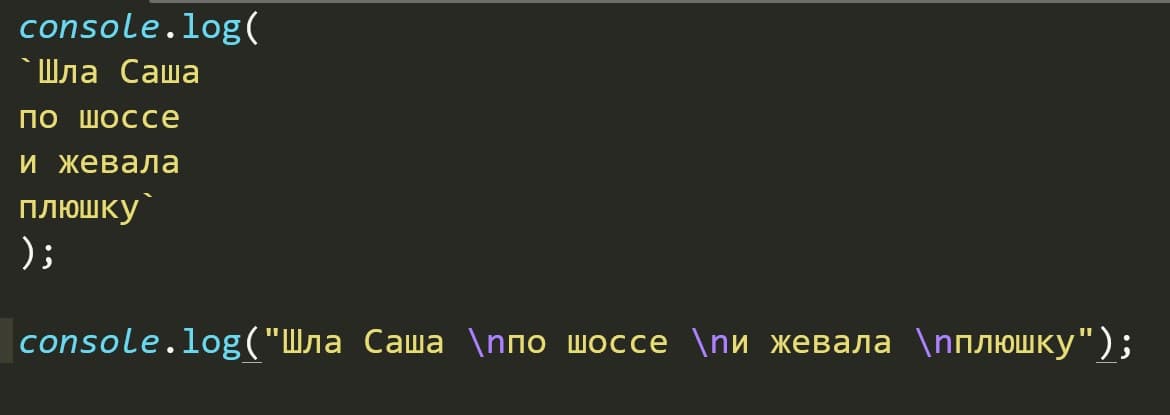 console.log(
`Шла Саша
по шоссе
и жевала
плюшку`
);
console.log("Шла Саша \nпо шоссе \nи жевала \nплюшку");